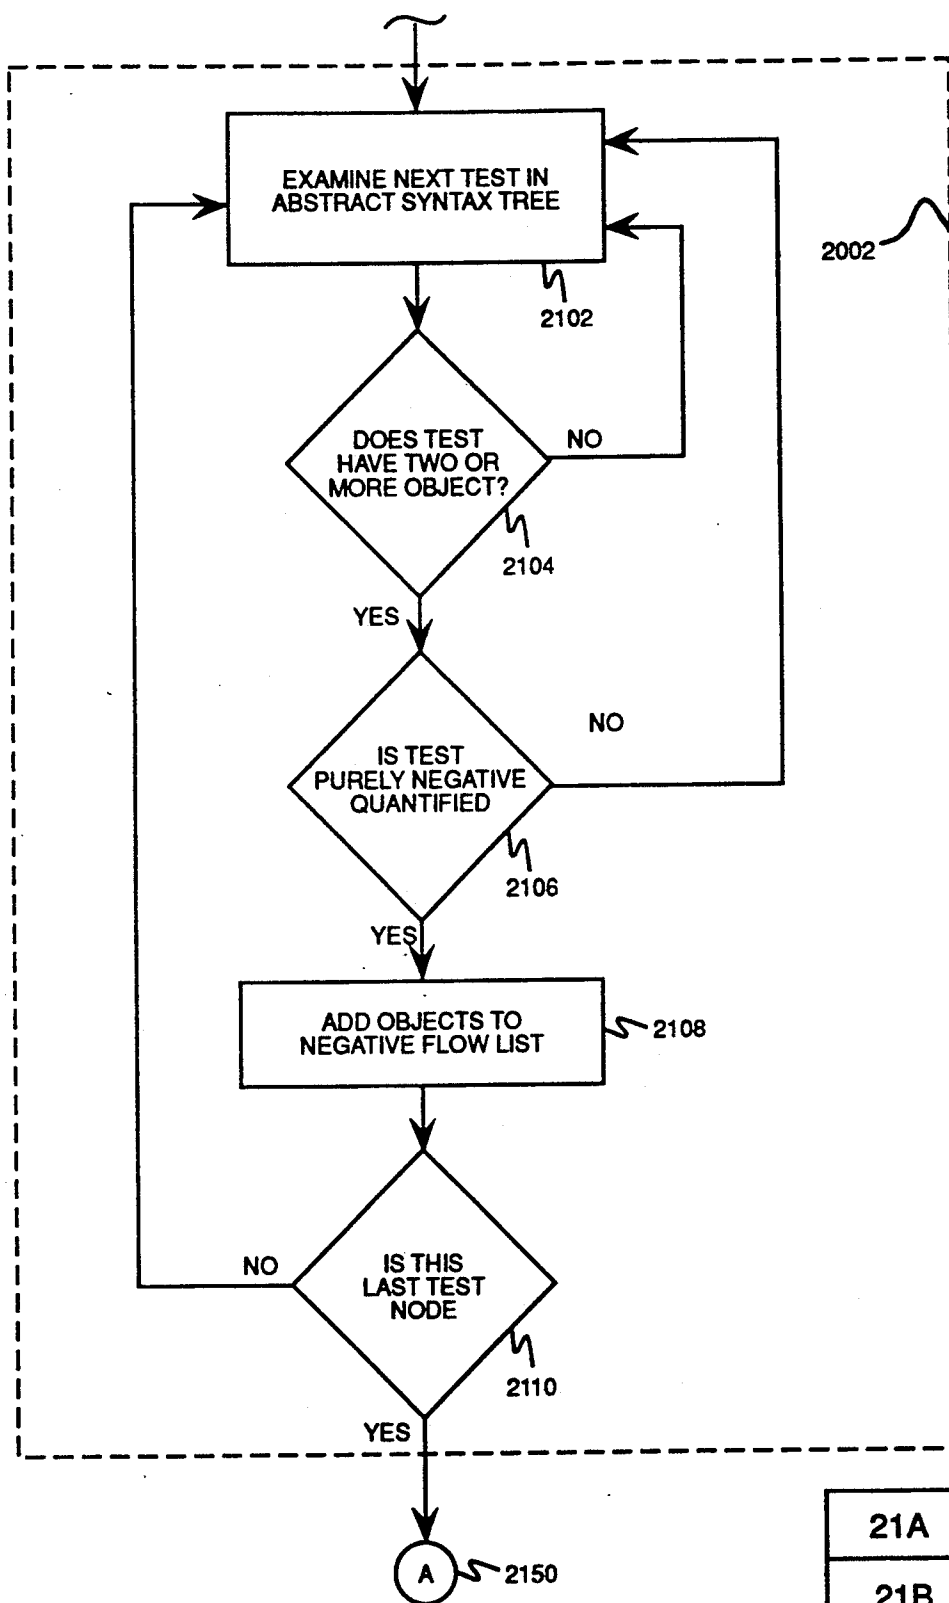 EXAMINE NEXT TEST IN
ABSTRACT SYNTAX TREE
2002
2102
DOES TEST
HAVE TWO OR
MORE OBJECT?
NO
2104
YES
IS TEST
PURELY NEGATIVE
QUANTIFIED
NO
2106
YES
ADD OBJECTS TO
NEGATIVE FLOW LIST
2108
IS THIS
LAST TEST
NODE
NO
2110
YES
A
2150
21A
21B